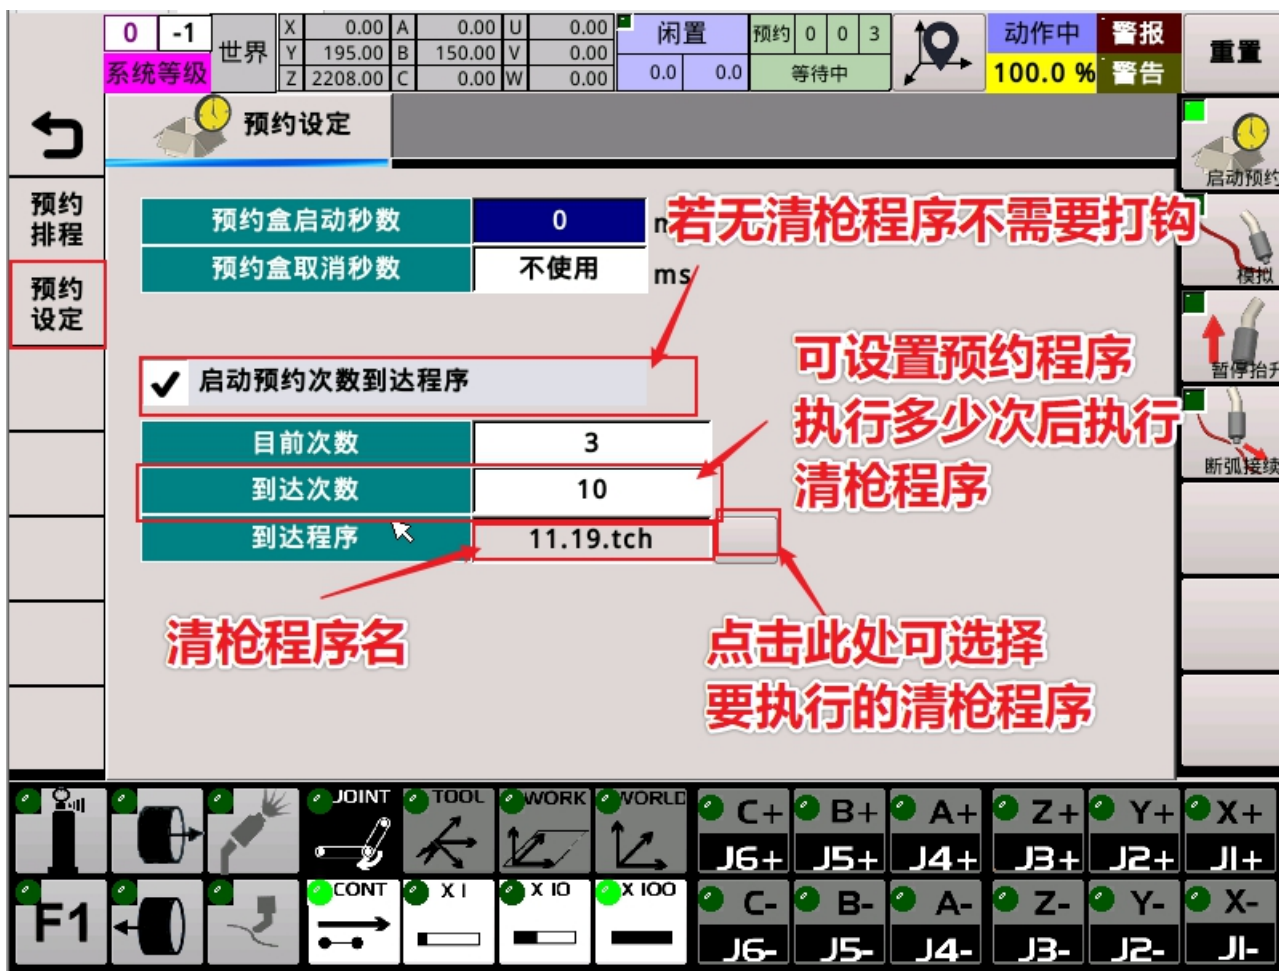 0 -1 世界 X 0.00 A 0.00 U 0.00 闲置 预约 0 0 3 动作中 警报 重置
Y 195.00 B 150.00 V 0.00
系统等级 Z 2208.00 C 0.00 W 0.00 0.0 0.0 等待中 100.0 % 警告
预约设定
启动预约
预约
排程
预约盒启动秒数 0
若无清枪程序不需要打钩
预约盒取消秒数 不使用 ms
模拟
预约
设定
可设置预约程序
执行多少次后执行
清枪程序
启动预约次数到达程序
暂停抬升
目前次数 3
到达次数 10
断弧接续
到达程序 11.19.tch
清枪程序名
点击此处可选择
要执行的清枪程序
JOINT TOOL WORK WORLD C+ B+ A+ Z+ Y+ X+
J6+ J5+ J4+ J3+ J2+ J1+
F1 CONT X 1 X 10 X 100 C- B- A- Z- Y- X-
J6- J5- J4- J3- J2- J1-